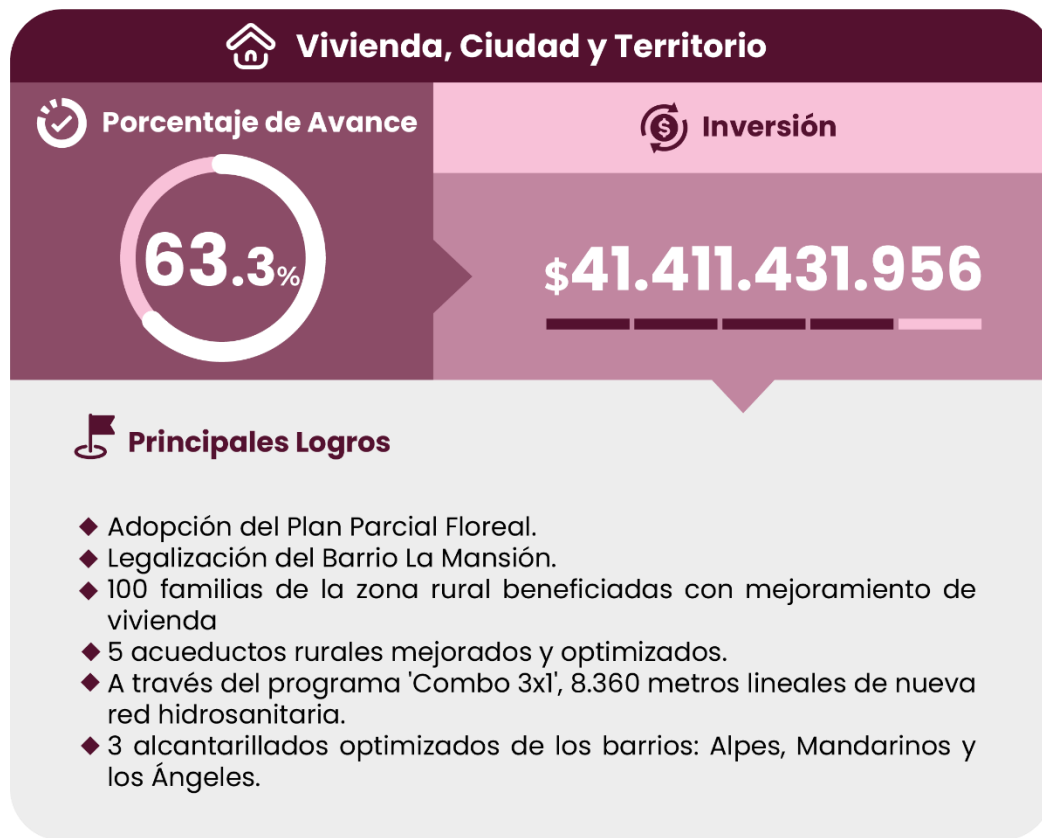 Vivienda, Ciudad y Territorio
Porcentaje de Avance
Inversión
63.3%
$41.411.431.956
Principales Logros
◆ Adopción del Plan Parcial Floreal.
◆ Legalización del Barrio La Mansión.
◆ 100 familias de la zona rural beneficiadas con mejoramiento de
vivienda
◆ 5 acueductos rurales mejorados y optimizados.
◆ A través del programa 'Combo 3x1', 8.360 metros lineales de nueva
red hidrosanitaria.
◆ 3 alcantarillados optimizados de los barrios: Alpes, Mandarinos y
los Ángeles.